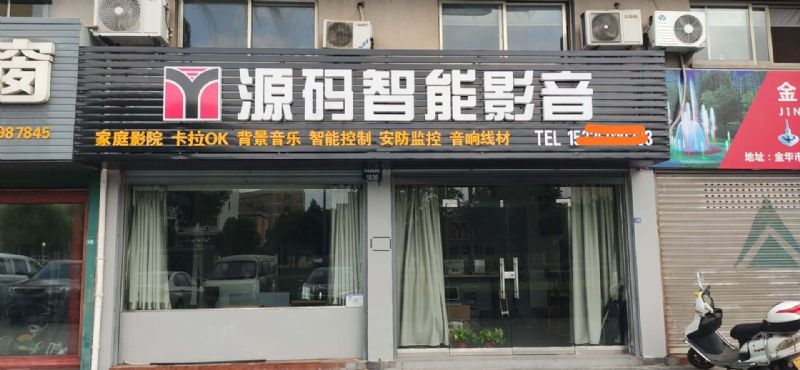 窗
987845
源码智能影音
家庭影院 卡拉OK 背景音乐 智能控制 安防监控 音响线材 TEL
金
JIN
地址：金华市